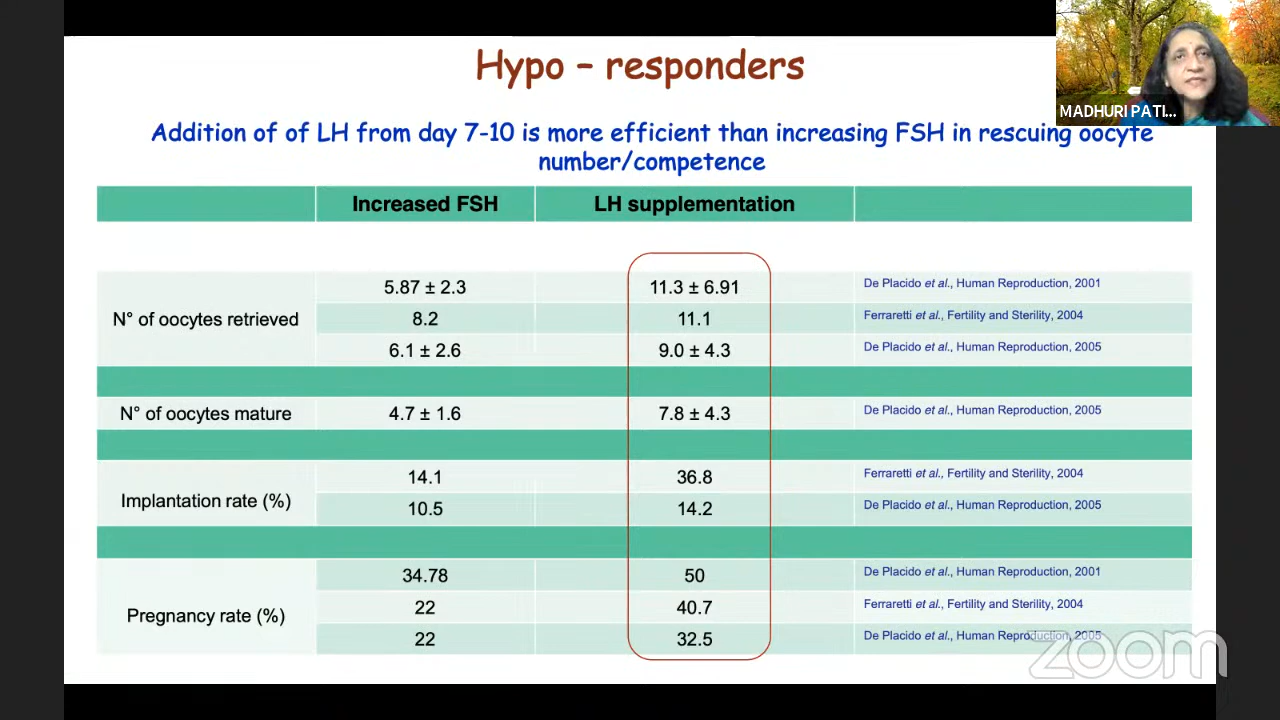 Hypo – responders
MADHURI PATI...
Addition of of LH from day 7-10 is more efficient than increasing FSH in rescuing oocyte
number/competence
Increased FSH LH supplementation
5.87 ± 2.3 11.3 ± 6.91 De Placido et al., Human Reproduction, 2001
N° of oocytes retrieved 8.2 11.1 Ferraretti et al., Fertility and Sterility, 2004
6.1 ± 2.6 9.0 ± 4.3 De Placido et al., Human Reproduction, 2005
N° of oocytes mature 4.7 ± 1.6 7.8 ± 4.3 De Placido et al., Human Reproduction, 2005
14.1 36.8 Ferraretti et al., Fertility and Sterility, 2004
Implantation rate (%)
10.5 14.2 De Placido et al., Human Reproduction, 2005
34.78 50 De Placido et al., Human Reproduction, 2001
Pregnancy rate (%) 22 40.7 Ferraretti et al., Fertility and Sterility, 2004
22 32.5 De Placido et al., Human Reproduction, 2005
zoom